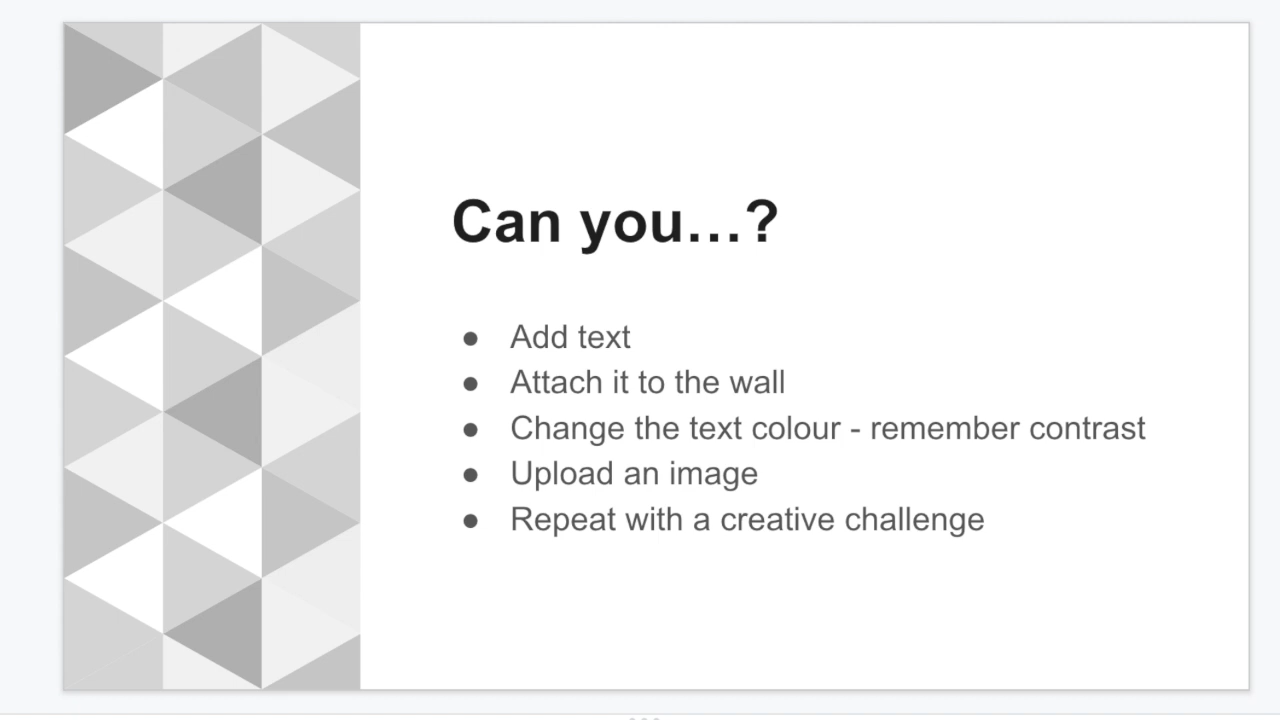 Can you…?
● Add text
● Attach it to the wall
● Change the text colour - remember contrast
● Upload an image
● Repeat with a creative challenge